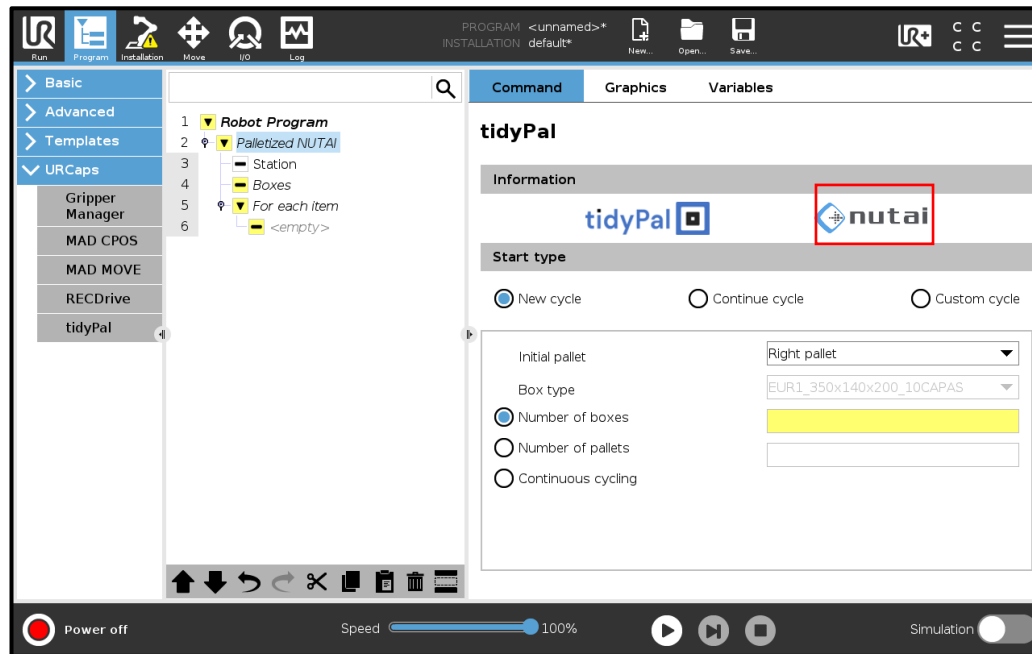 PROGRAM <unnamed>*
INSTALLATION default*
Run Program Installation Move I/O Log New... Open... Save... UR+ C C
C C
Basic
Advanced
Templates
URCaps
Gripper
Manager
MAD CPOS
MAD MOVE
RECDrive
tidyPal
1 Robot Program
2 Palletized NUTAI
3 Station
4 Boxes
5 For each item
6 <empty>
Command Graphics Variables
tidyPal
Information
tidyPal nutai
Start type
New cycle Continue cycle Custom cycle
Initial pallet Right pallet
Box type EUR1_350x140x200_10CAPAS
Number of boxes
Number of pallets
Continuous cycling
Power off Speed 100% Simulation